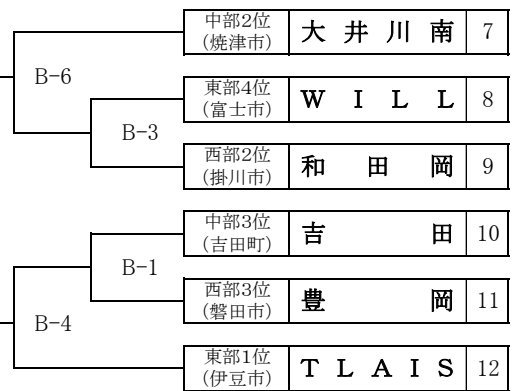 中部2位
(焼津市) 大井川南 7
B-6
東部4位
(富士市) WILL 8
B-3
西部2位
(掛川市) 和田岡 9
中部3位
(吉田町) 吉田 10
B-1
西部3位
(磐田市) 豊岡 11
B-4
東部1位
(伊豆市) TLAIS 12